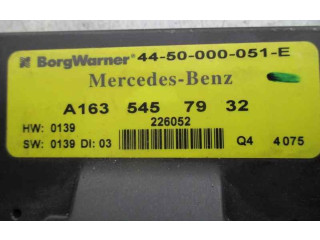 BorgWarner 44-50-000-051-E
Mercedes-Benz
A163 545 79 32
HW: 0139 226052
SW: 0139 DI: 03 Q4 4075